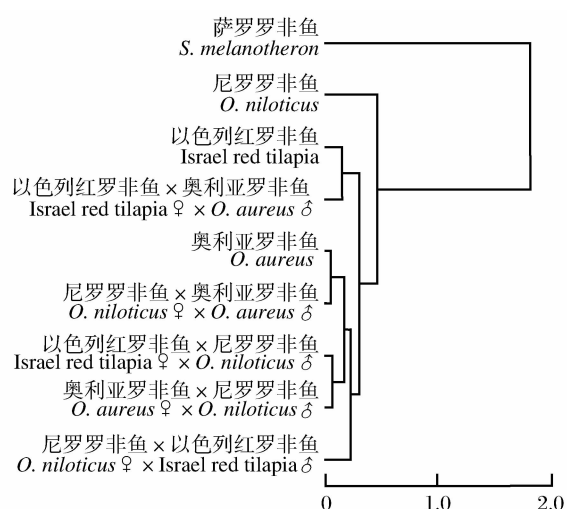 萨罗罗非鱼
S. melanotheron
尼罗罗非鱼
O. niloticus
以色列红罗非鱼
Israel red tilapia
以色列红罗非鱼×奥利亚罗非鱼
Israel red tilapia♀×O. aureus♂
奥利亚罗非鱼
O. aureus
尼罗罗非鱼×奥利亚罗非鱼
O. niloticus♀×O. aureus♂
以色列红罗非鱼×尼罗罗非鱼
Israel red tilapia♀×O. niloticus♂
奥利亚罗非鱼×尼罗罗非鱼
O. aureus♀×O. niloticus♂
尼罗罗非鱼×以色列红罗非鱼
O. niloticus♀×Israel red tilapia♂
0 1.0 2.0